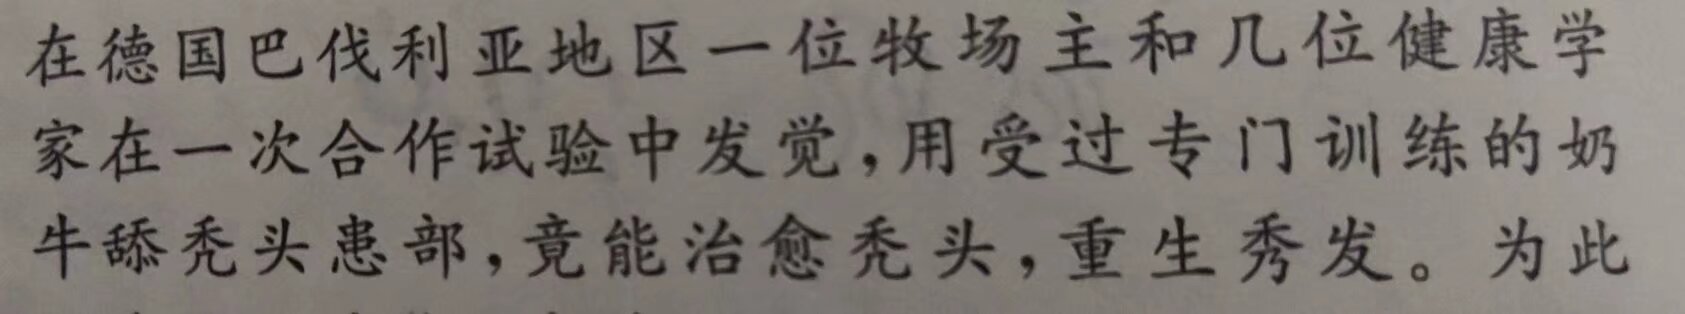 在德国巴伐利亚地区一位牧场主和几位健康学
家在一次合作试验中发觉，用受过专门训练的奶
牛舔秃头患部，竟能治愈秃头，重生秀发。为此